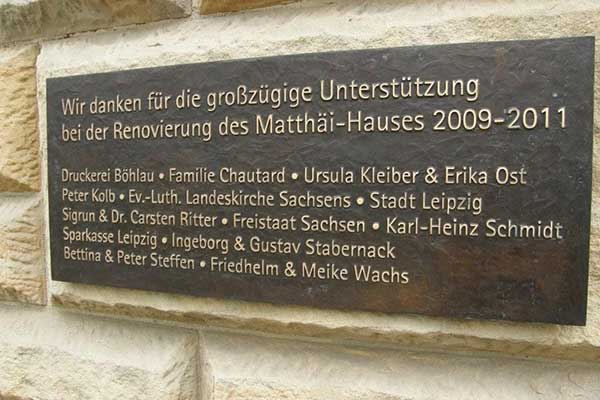 Wir danken für die großzügige Unterstützung
bei der Renovierung des Matthäi-Hauses 2009-2011
Druckerei Böhlau • Familie Chautard • Ursula Kleiber & Erika Ost
Peter Kolb • Ev.-Luth. Landeskirche Sachsens • Stadt Leipzig
Sigrun & Dr. Carsten Ritter • Freistaat Sachsen • Karl-Heinz Schmidt
Sparkasse Leipzig • Ingeborg & Gustav Stabernack
Bettina & Peter Steffen • Friedhelm & Meike Wachs